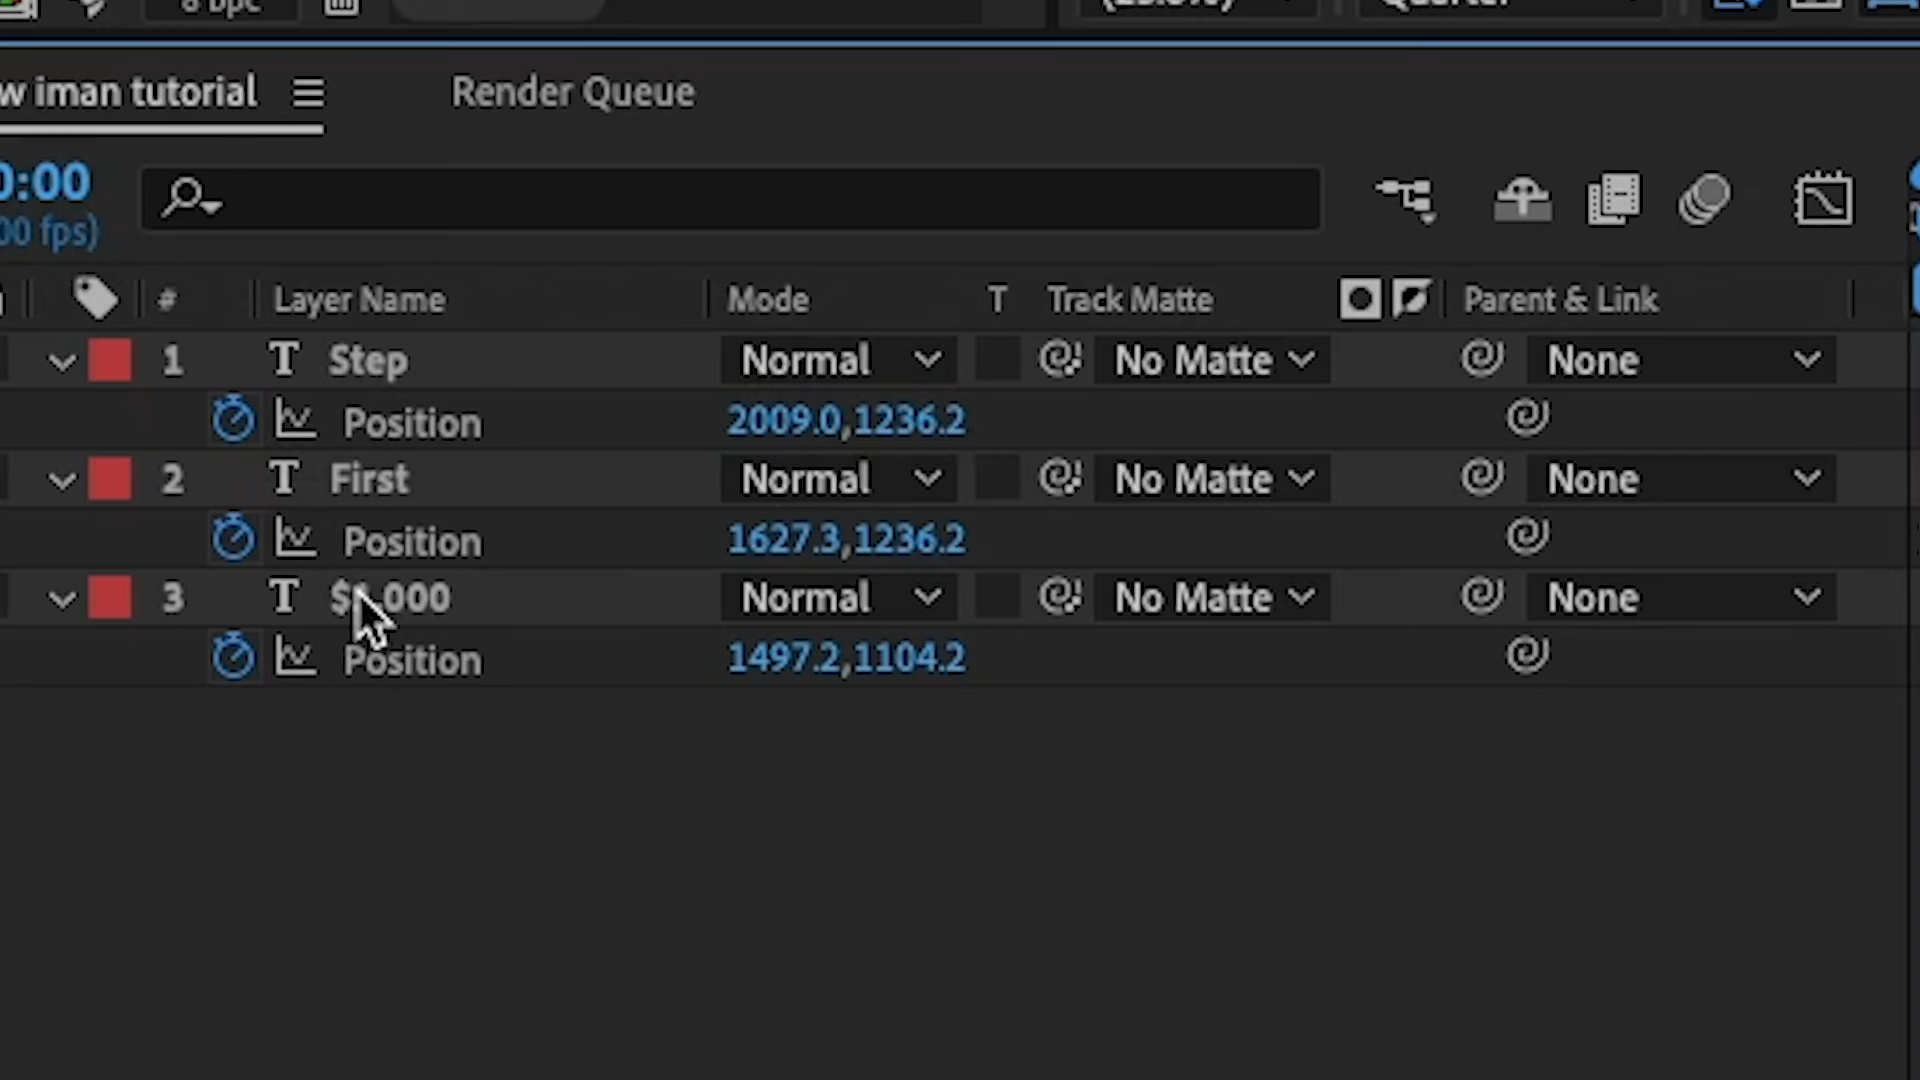 8 bpc
w iman tutorial Render Queue
0:00
00 fps)
# Layer Name Mode T Track Matte Parent & Link
1 T Step Normal No Matte None
Position 2009.0,1236.2
2 T First Normal No Matte None
Position 1627.3,1236.2
3 T Normal No Matte None
Position 1497.2,1104.2